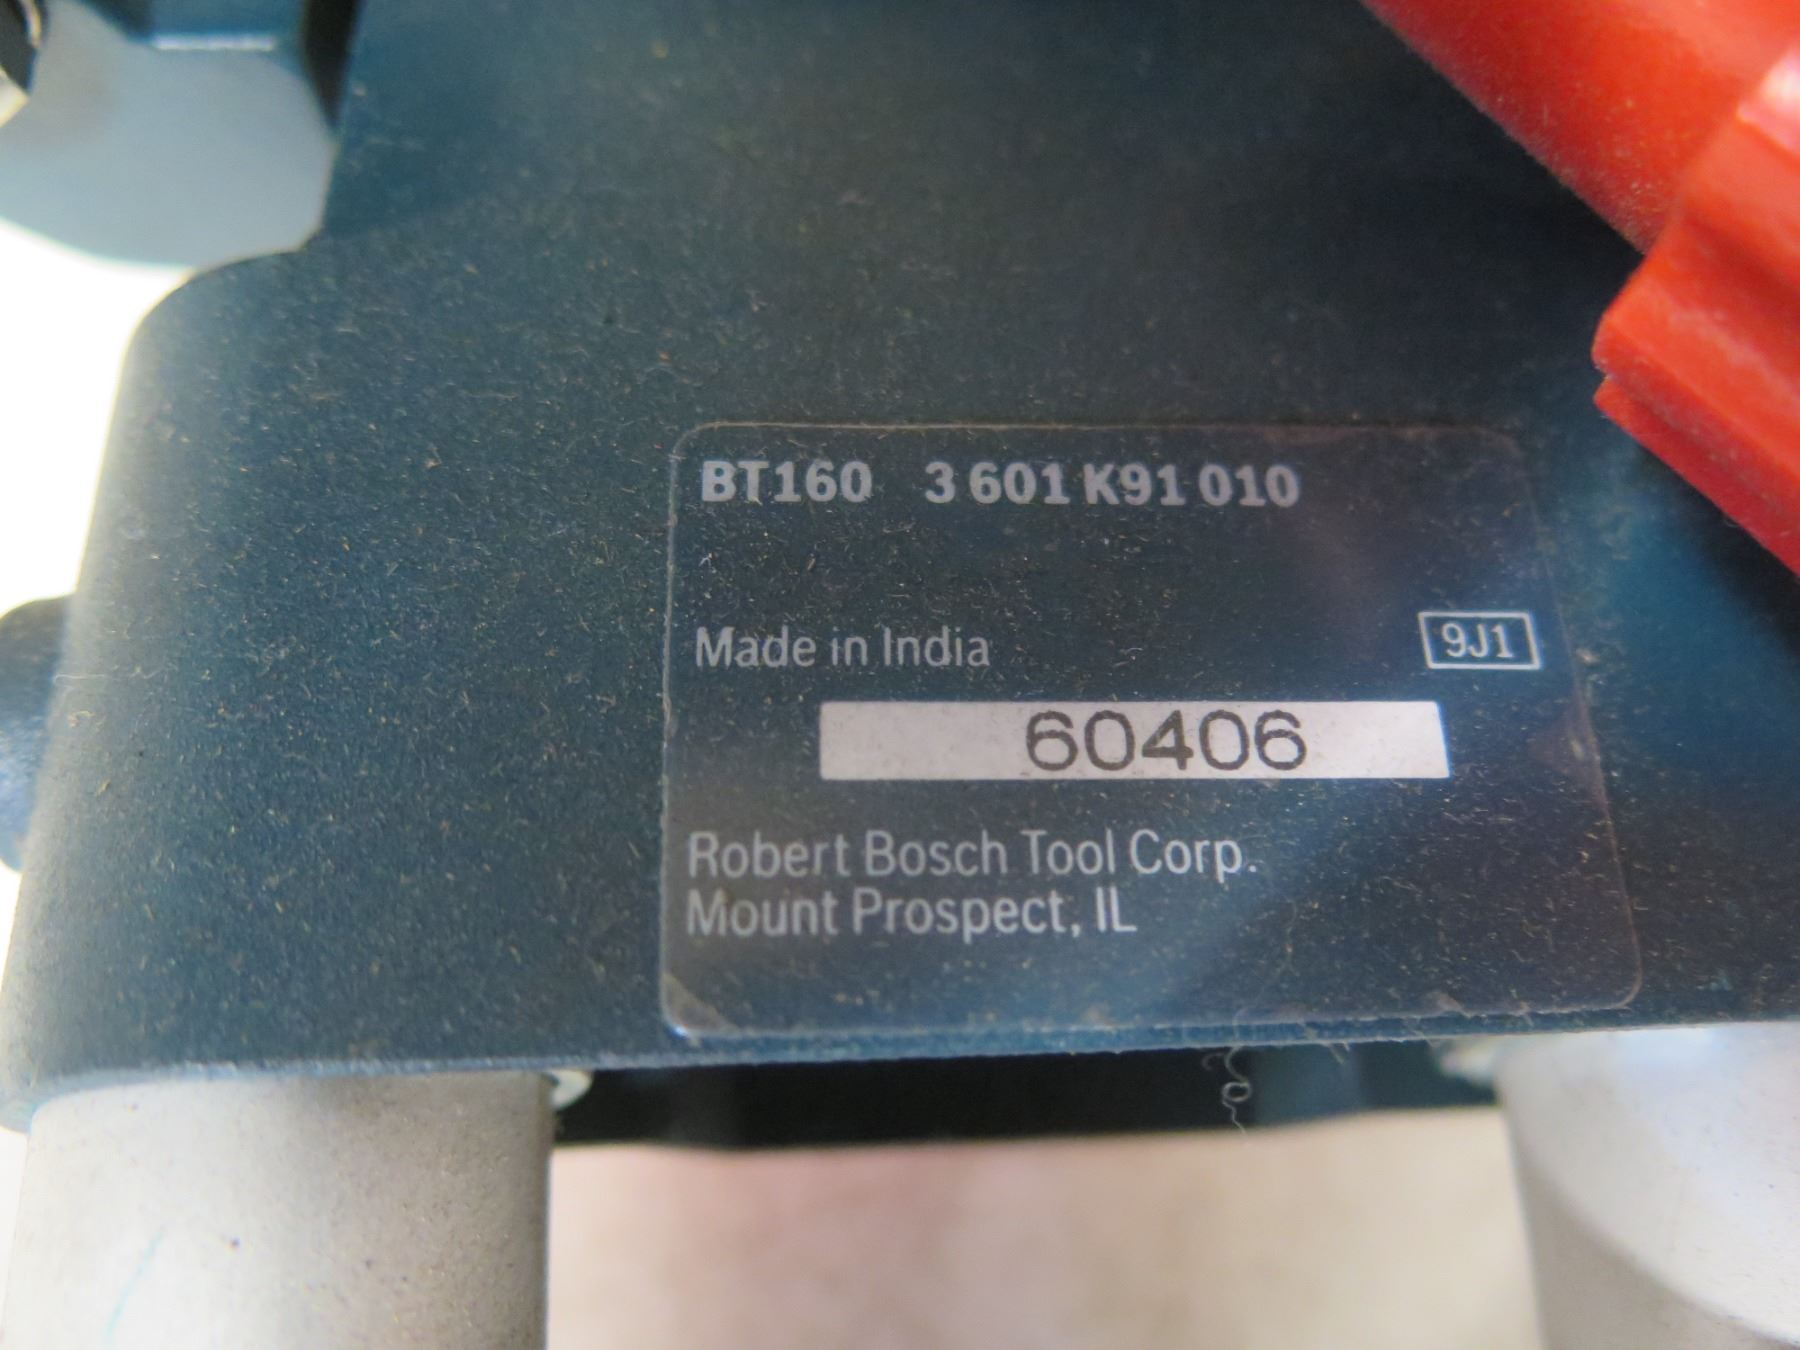 BT160 3 601 K91 010
Made in India 9J1
60406
Robert Bosch Tool Corp.
Mount Prospect, IL